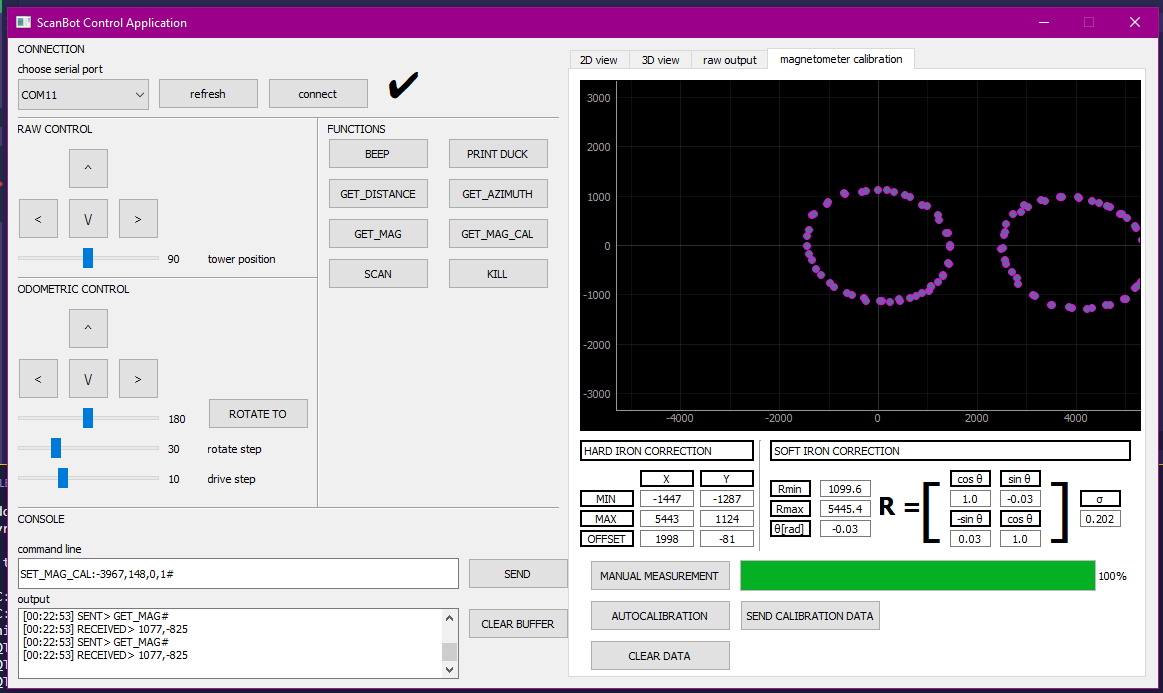 ScanBot Control Application
CONNECTION
choose serial port
COM11
refresh
connect
RAW CONTROL
^
<
V
>
90
tower position
ODOMETRIC CONTROL
^
<
V
>
180
ROTATE TO
30
rotate step
10
drive step
FUNCTIONS
BEEP
PRINT DUCK
GET_DISTANCE
GET_AZIMUTH
GET_MAG
GET_MAG_CAL
SCAN
KILL
CONSOLE
command line
SET_MAG_CAL:-3967,148,0,1#
SEND
output
[00:22:53] SENT> GET_MAG#
[00:22:53] RECEIVED> 1077,-825
[00:22:53] SENT> GET_MAG#
[00:22:53] RECEIVED> 1077,-825
CLEAR BUFFER
2D view
3D view
raw output
magnetometer calibration
3000
2000
1000
0
-1000
-2000
-3000
-4000
-2000
0
2000
4000
HARD IRON CORRECTION
X
Y
MIN
-1447
-1287
MAX
5443
1124
OFFSET
1998
-81
SOFT IRON CORRECTION
Rmin
1099.6
Rmax
5445.4
θ[rad]
-0.03
R =
cos θ
sin θ
1.0
-0.03
-sin θ
cos θ
0.03
1.0
σ
0.202
MANUAL MEASUREMENT
100%
AUTOCALIBRATION
SEND CALIBRATION DATA
CLEAR DATA